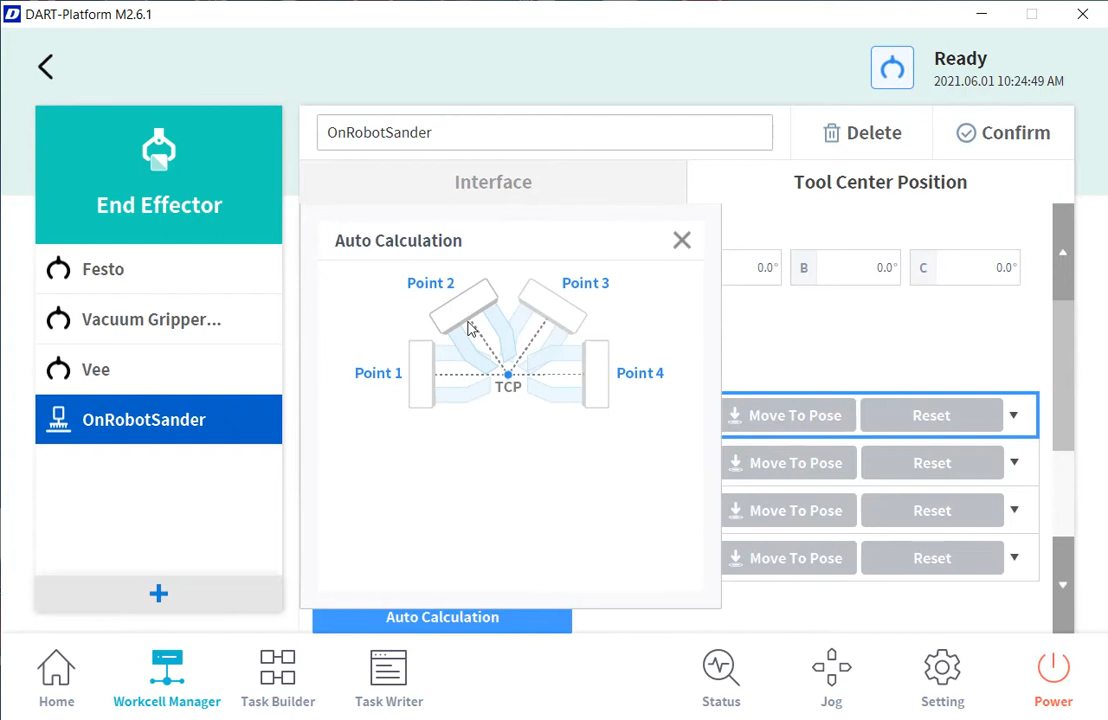 DART-Platform M2.6.1
Ready
2021.06.01 10:24:49 AM
End Effector
Festo
Vacuum Gripper...
Vee
OnRobotSander
OnRobotSander
Delete
Confirm
Interface
Tool Center Position
Auto Calculation
Point 2
Point 3
Point 1
Point 4
TCP
0.0°
B
0.0°
C
0.0°
Move To Pose
Reset
Move To Pose
Reset
Move To Pose
Reset
Move To Pose
Reset
Auto Calculation
Home
Workcell Manager
Task Builder
Task Writer
Status
Jog
Setting
Power